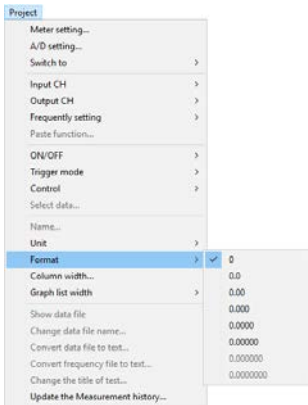 Project
Meter setting...
A/D setting...
Switch to >
Input CH >
Output CH >
Frequently setting >
Paste function...
ON/OFF >
Trigger mode >
Control >
Select data...
Name...
Unit >
Format >
Column width...
Graph list width >
Show data file
Change data file name...
Convert data file to text...
Convert frequency file to text...
Change the title of test...
Update the Measurement history...
✓ 0
0.0
0.00
0.000
0.0000
0.00000
0.000000
0.0000000